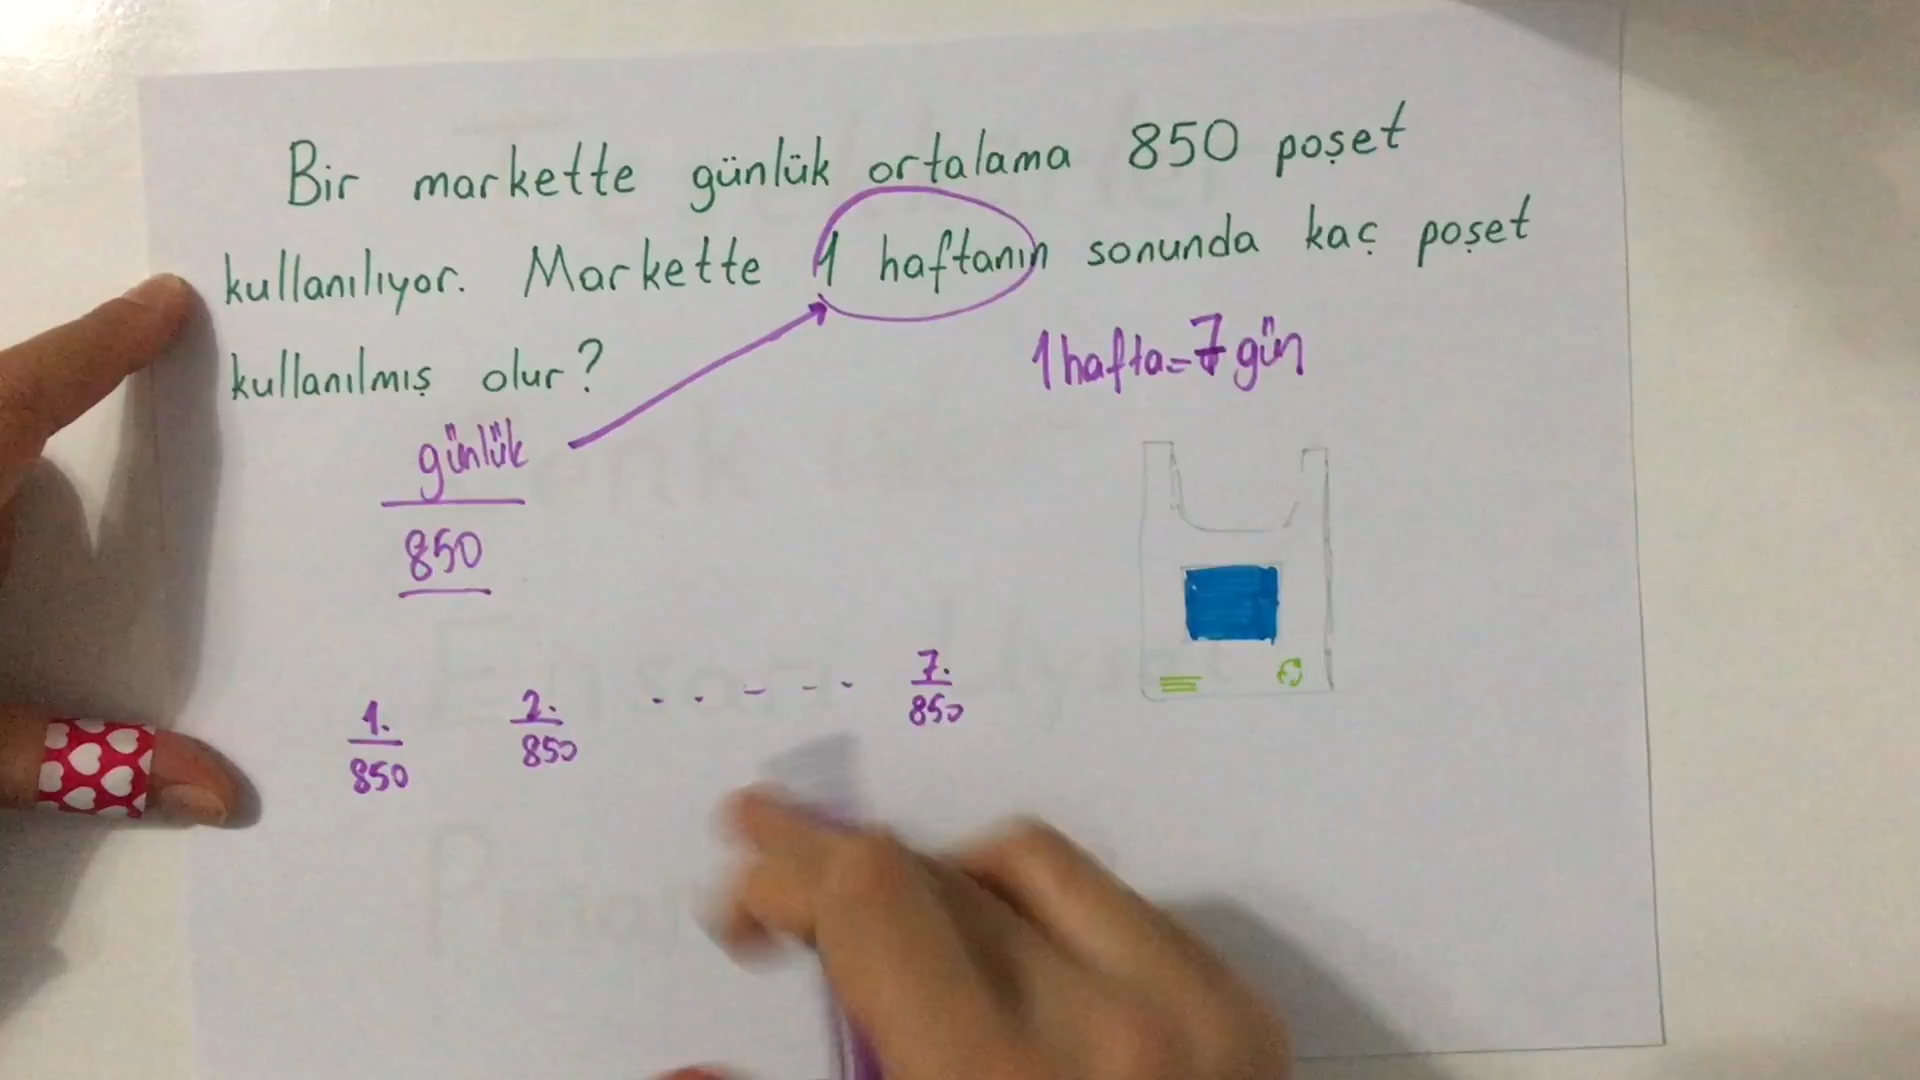 Bir markette günlük ortalama 850 poşet
kullanılıyor. Markette 1 haftanın sonunda kaç poşet
kullanılmış olur?
1 hafta = 7 gün
günlük
850
1. 2. - - - - - 7.
850 850 850